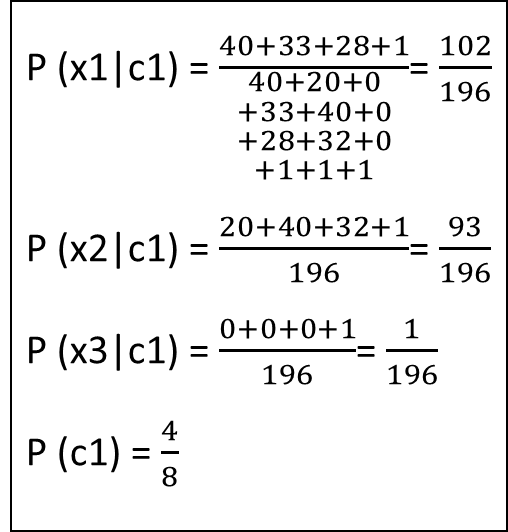 P (x1|c1) = 40+33+28+1 / 40+20+0 = 102 / 196
+33+40+0
+28+32+0
+1+1+1
P (x2|c1) = 20+40+32+1 / 196 = 93 / 196
P (x3|c1) = 0+0+0+1 / 196 = 1 / 196
P (c1) = 4 / 8